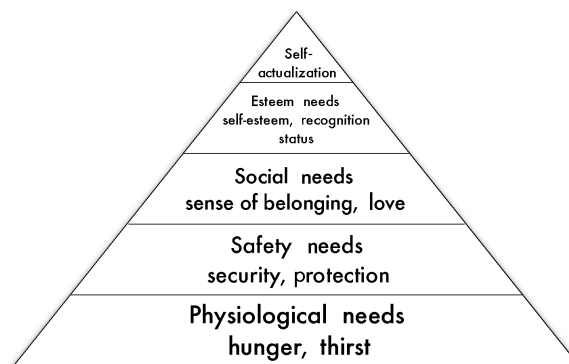 Self-
actualization
Esteem needs
self-esteem, recognition
status
Social needs
sense of belonging, love
Safety needs
security, protection
Physiological needs
hunger, thirst